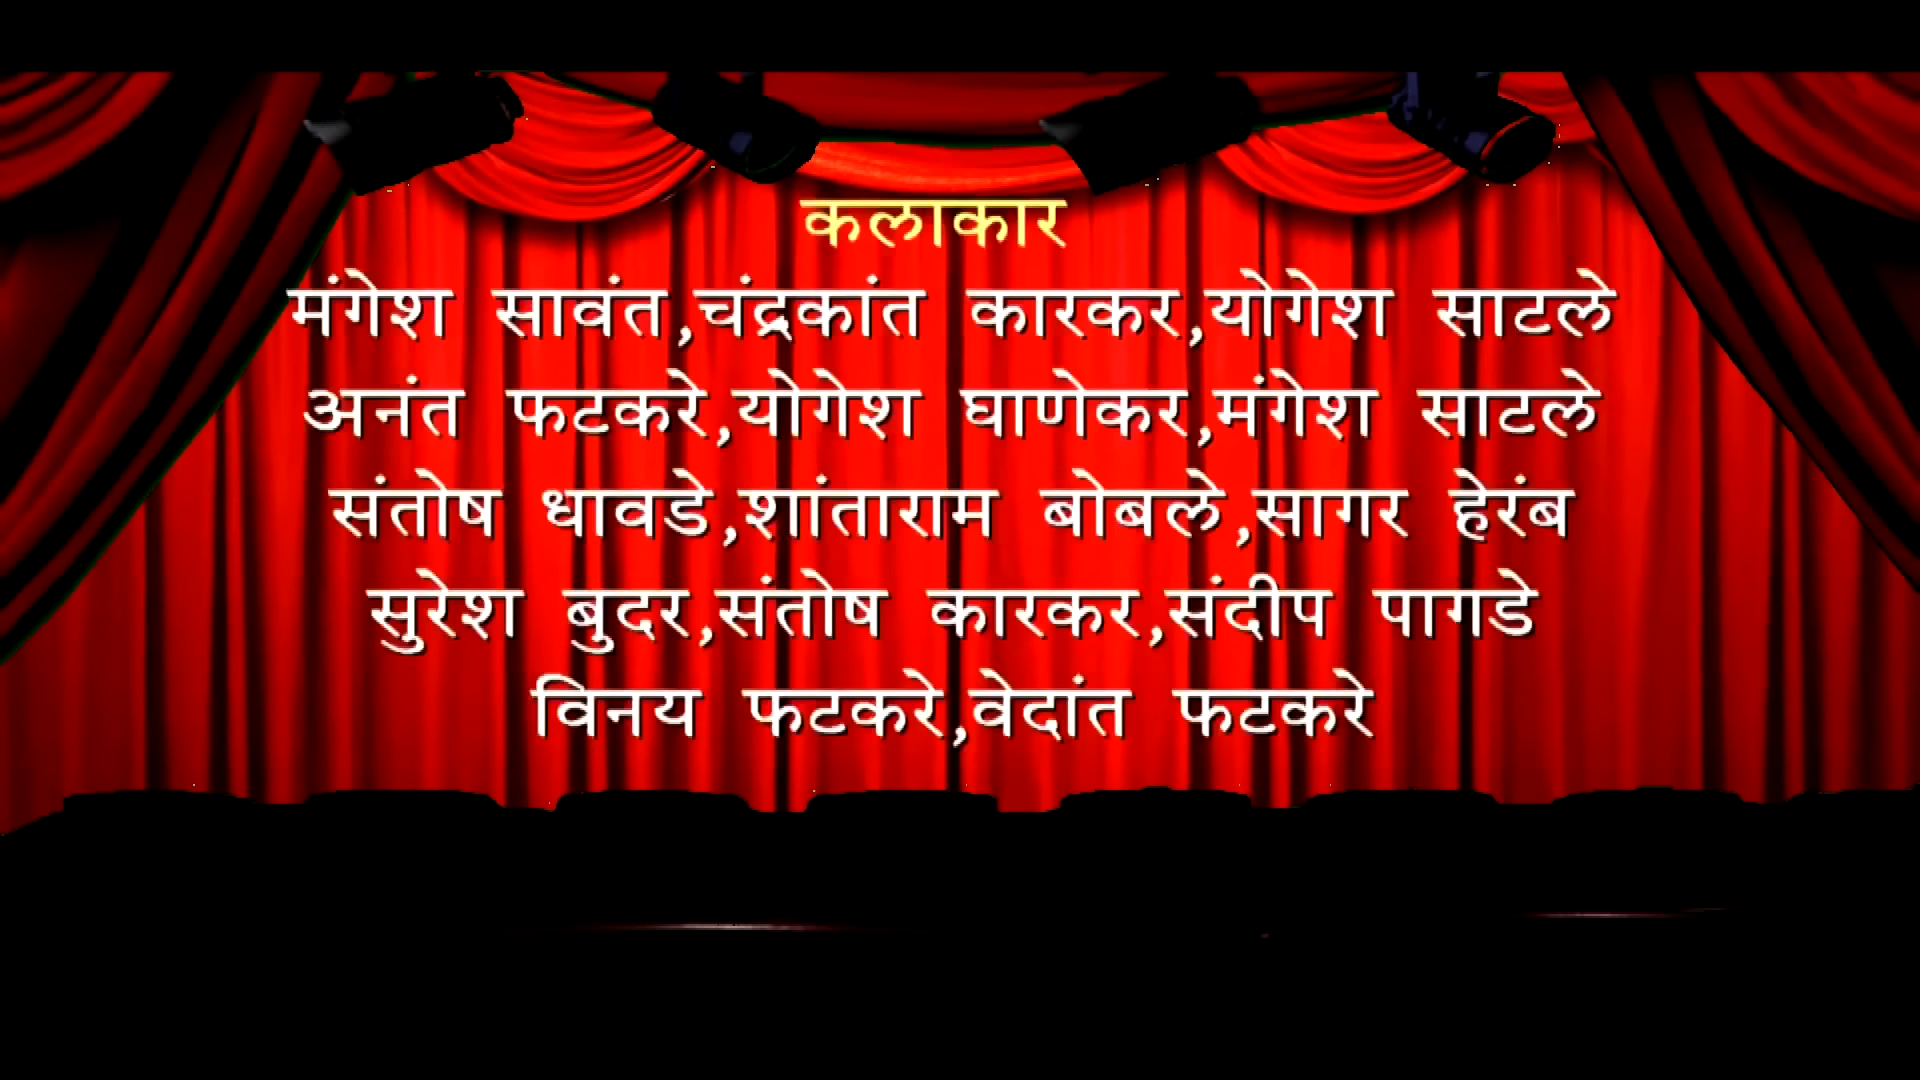 कलाकार
मंगेश सावंत,चंद्रकांत कारकर,योगेश साटले
अनंत फटकरे,योगेश घाणेकर,मंगेश साटले
संतोष धावडे,शांताराम बोबले,सागर हेरंब
सुरेश बुदर,संतोष कारकर,संदीप पागडे
विनय फटकरे,वेदांत फटकरे